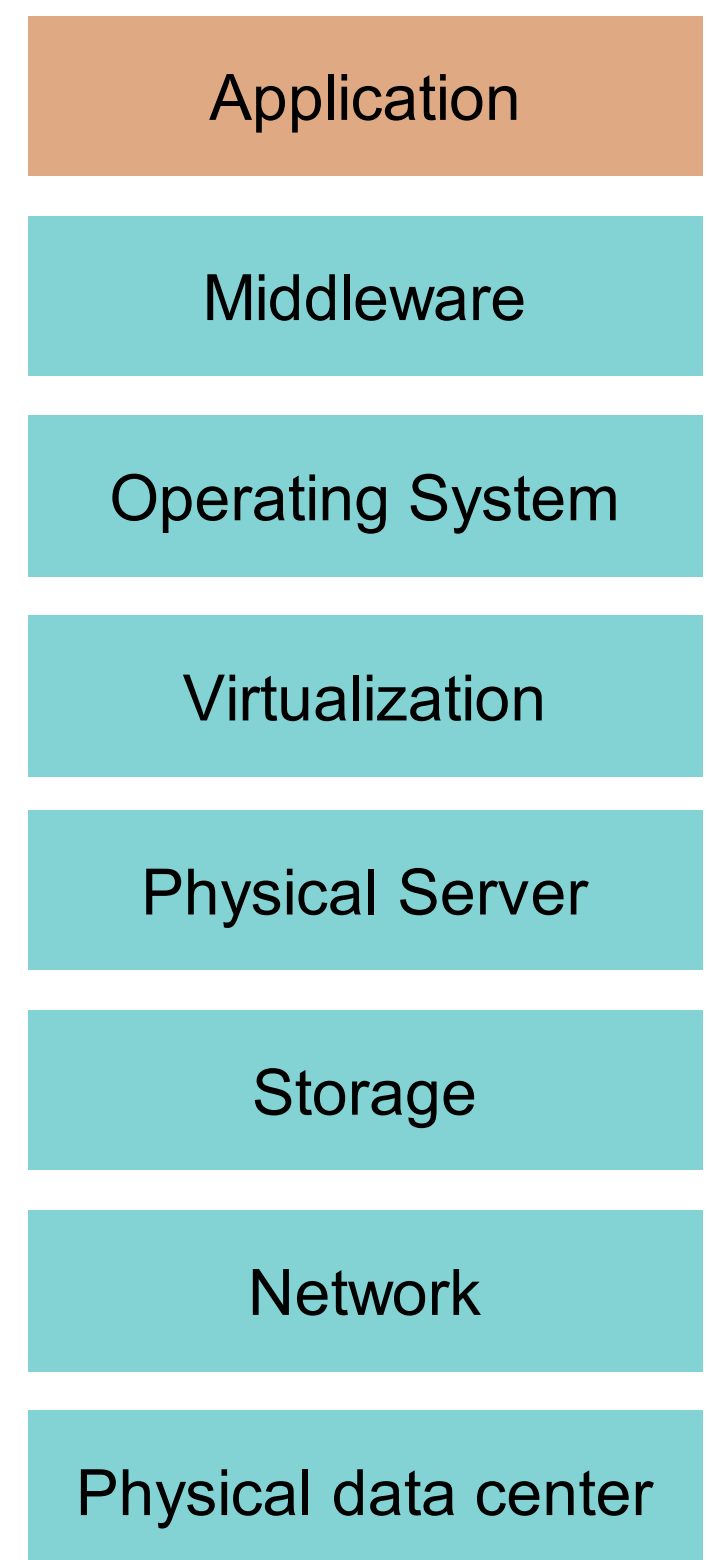 Application
Middleware
Operating System
Virtualization
Physical Server
Storage
Network
Physical data center